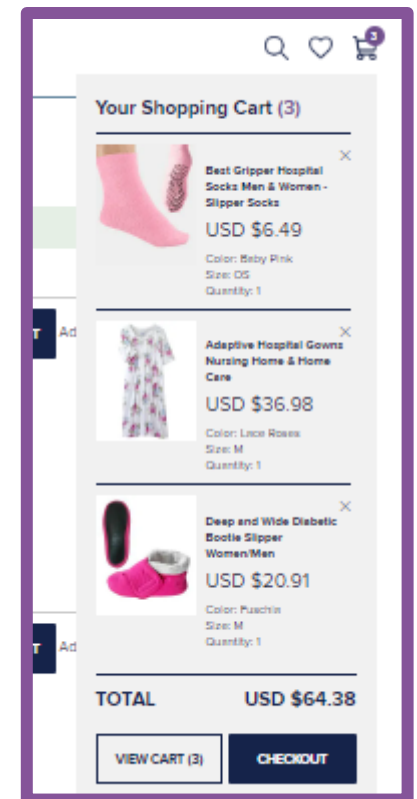 3
Your Shopping Cart (3)
Best Gripper Hospital
Socks Men & Women -
Slipper Socks
USD $6.49
Color: Baby Pink
Size: OS
Quantity: 1
T
Ad
Adaptive Hospital Gowns
Nursing Home & Home
Care
USD $36.98
Color: Lace Roses
Size: M
Quantity: 1
Deep and Wide Diabetic
Bootie Slipper
Women/Men
USD $20.91
Color: Fuschia
Size: M
Quantity: 1
T
Ad
TOTAL USD $64.38
VIEW CART (3) CHECKOUT